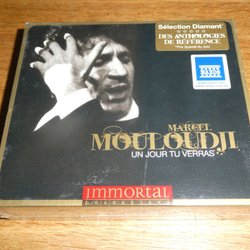 Sélection Diamant*
DES ANTHOLOGIES
DE RÉFÉRENCE
MARCEL
MOULOUDJI
UN JOUR TU VERRAS
IMMORTAL